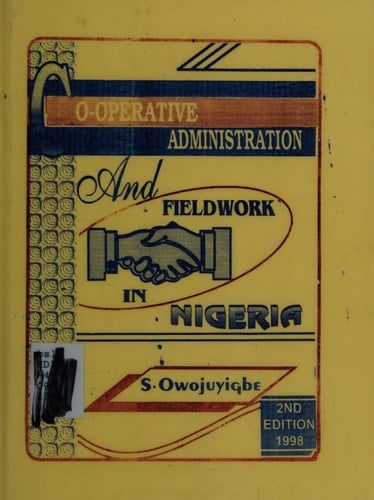 CO-OPERATIVE
ADMINISTRATION
And
FIELDWORK
IN
NIGERIA
S. Owojuyigbe
2ND
EDITION
1998